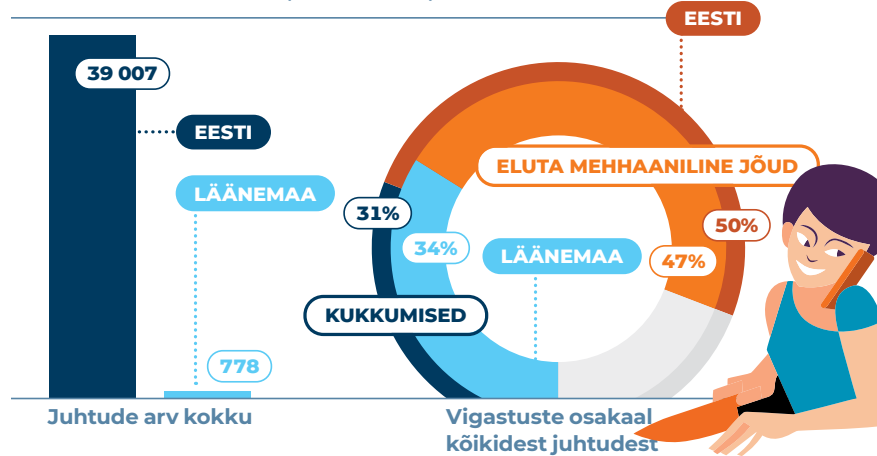 EESTI
39 007
EESTI
LÄÄNEMAA
778
Juhtude arv kokku
ELUTA MEHHAANILINE JÕUD
31%
50%
34%
LÄÄNEMAA
47%
KUKKUMISED
Vigastuste osakaal
kõikidest juhtudest